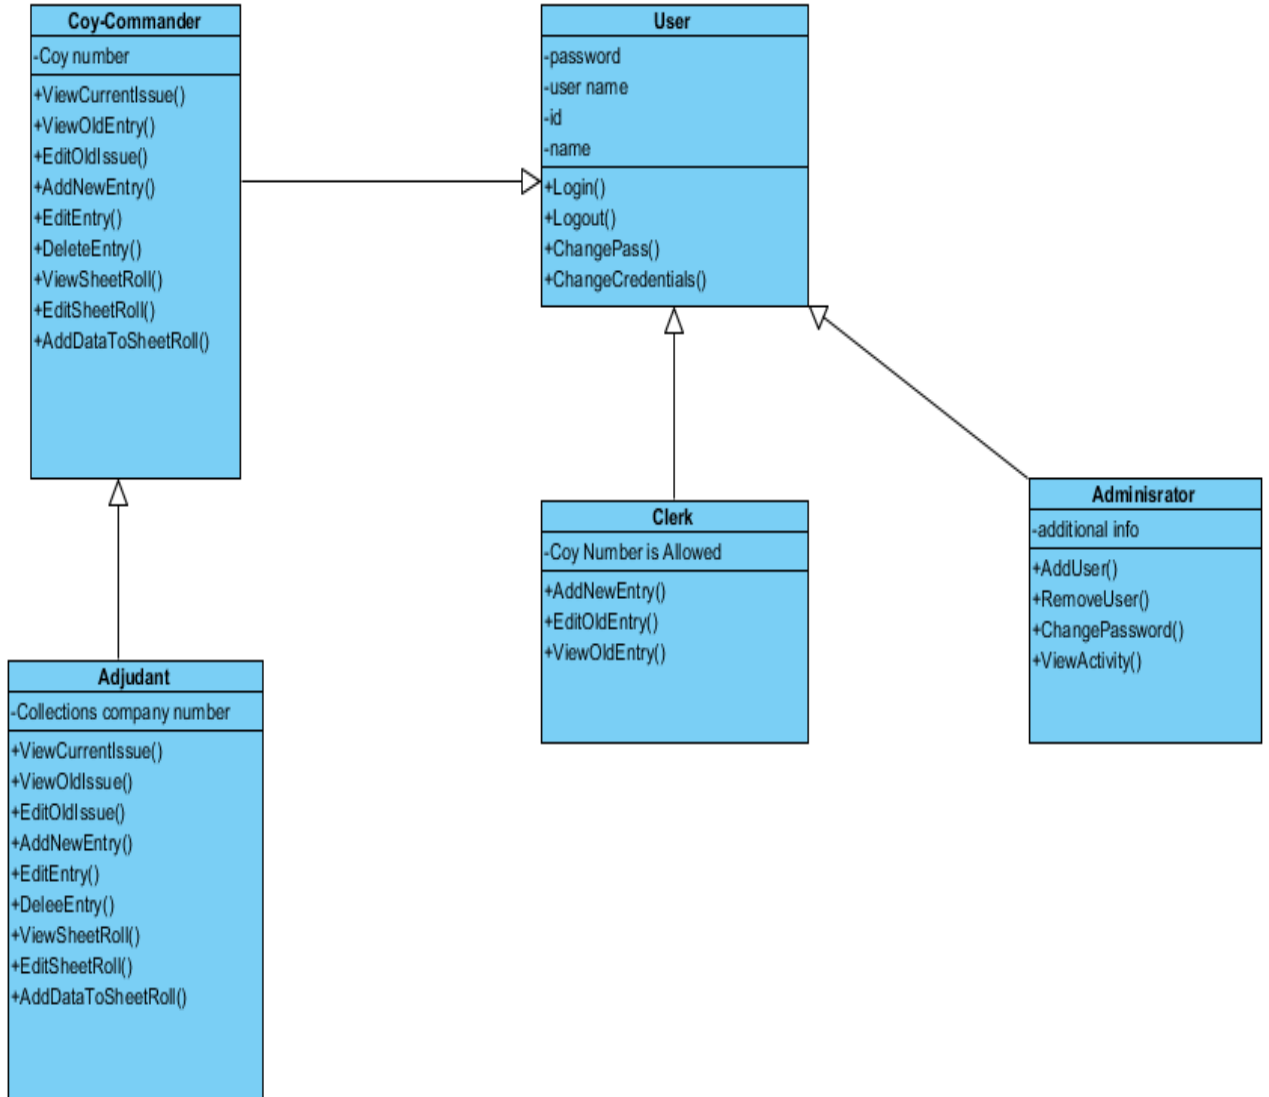 Coy-Commander
-Coy number
+ViewCurrentIssue()
+ViewOldEntry()
+EditOldIssue()
+AddNewEntry()
+EditEntry()
+DeleteEntry()
+ViewSheetRoll()
+EditSheetRoll()
+AddDataToSheetRoll()
User
-password
-user name
-id
-name
+Login()
+Logout()
+ChangePass()
+ChangeCredentials()
Clerk
-Coy Number is Allowed
+AddNewEntry()
+EditOldEntry()
+ViewOldEntry()
Adminisrator
-additional info
+AddUser()
+RemoveUser()
+ChangePassword()
+ViewActivity()
Adjudant
-Collections company number
+ViewCurrentIssue()
+ViewOldIssue()
+EditOldIssue()
+AddNewEntry()
+EditEntry()
+DeleeEntry()
+ViewSheetRoll()
+EditSheetRoll()
+AddDataToSheetRoll()